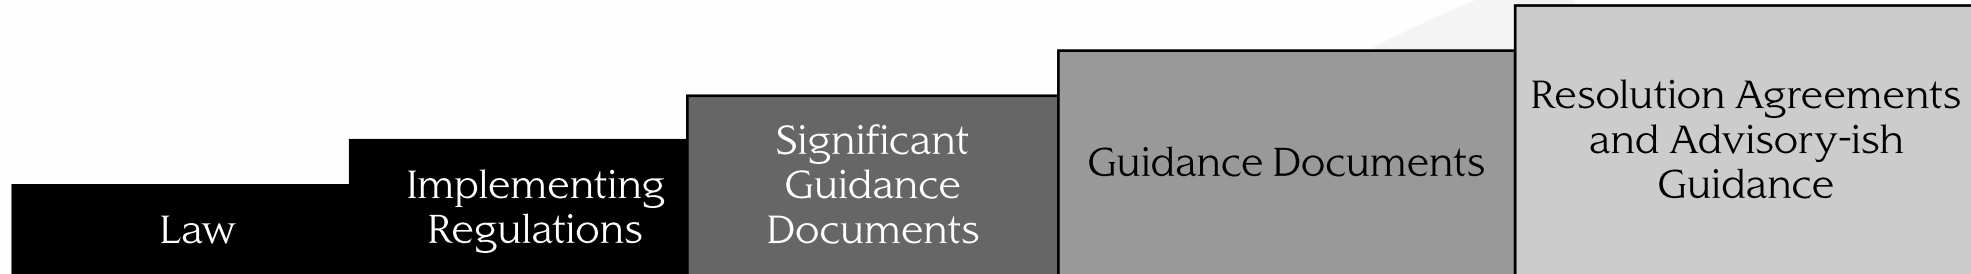 Law
Implementing
Regulations
Significant
Guidance
Documents
Guidance Documents
Resolution Agreements
and Advisory-ish
Guidance